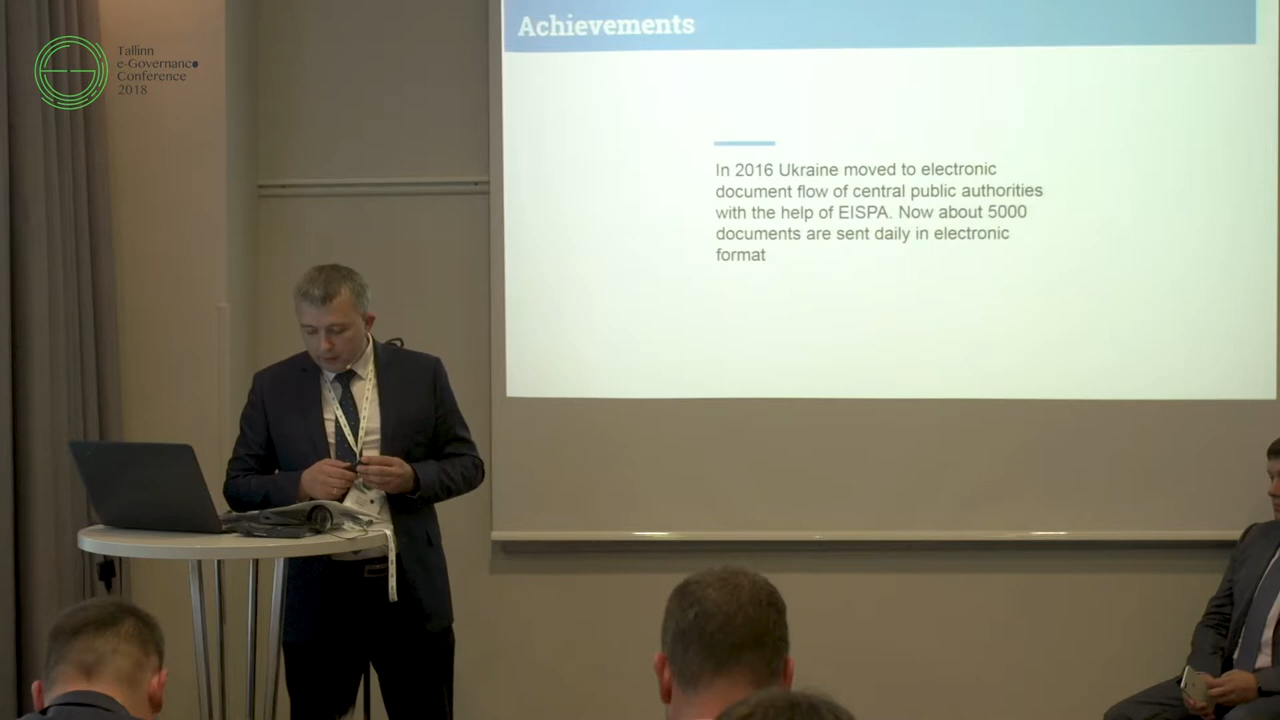 Tallinn
e-Governance
Conference
2018
Achievements
In 2016 Ukraine moved to electronic
document flow of central public authorities
with the help of EISPA. Now about 5000
documents are sent daily in electronic
format